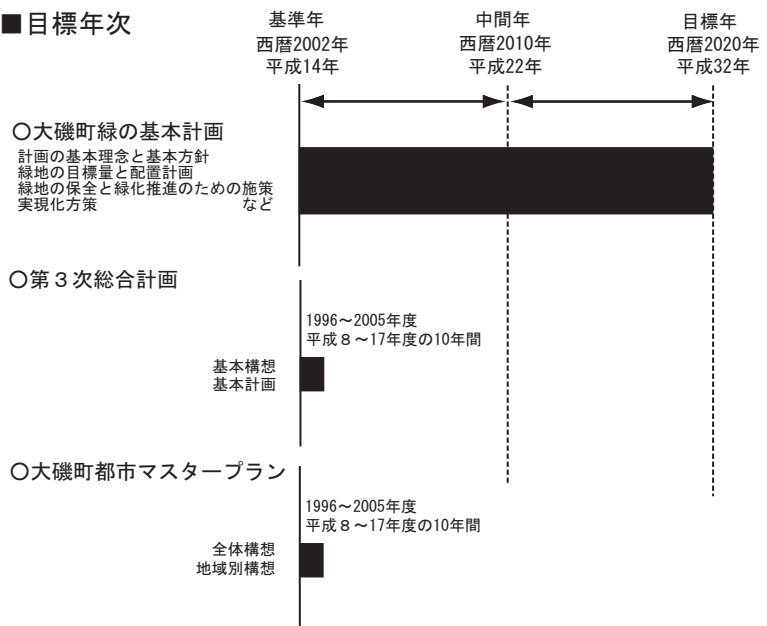 ■目標年次
基準年
西暦2002年
平成14年
中間年
西暦2010年
平成22年
目標年
西暦2020年
平成32年
○大磯町緑の基本計画
計画の基本理念と基本方針
緑地の目標量と配置計画
緑地の保全と緑化推進のための施策
実現化方策 など
○第３次総合計画
1996～2005年度
平成８～17年度の10年間
基本構想
基本計画
○大磯町都市マスタープラン
1996～2005年度
平成８～17年度の10年間
全体構想
地域別構想